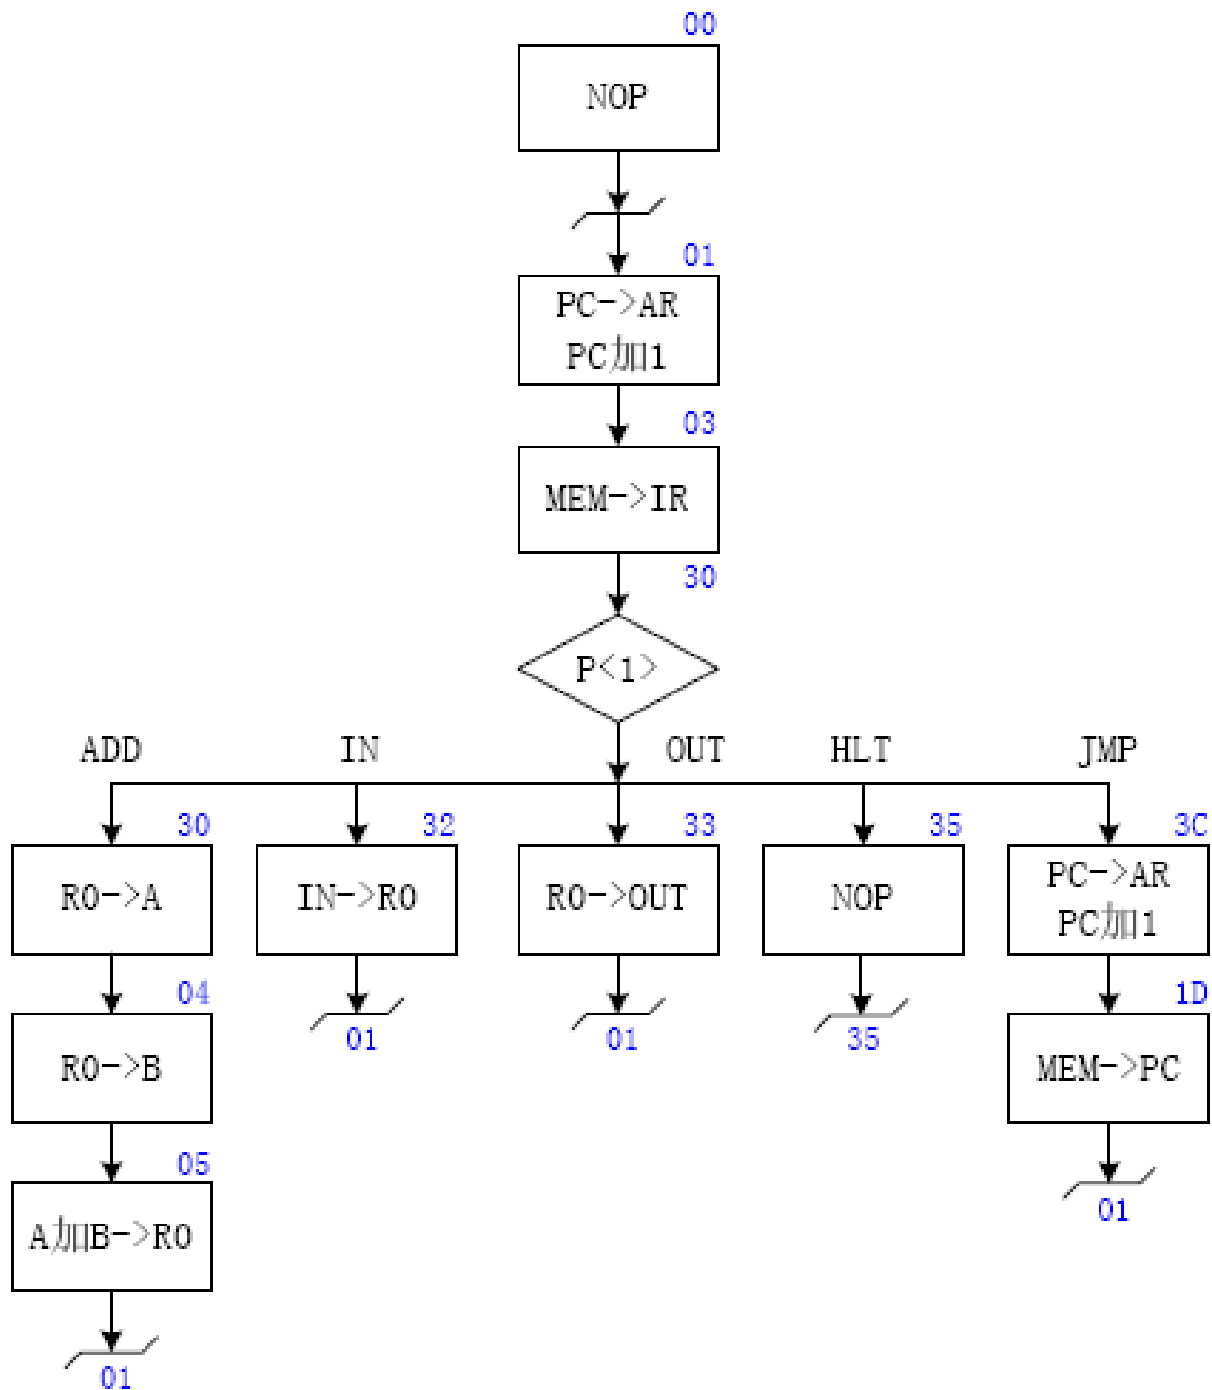 00
NOP
01
PC->AR
PC加1
03
MEM->IR
30
P<1>
ADD
IN
OUT
HLT
JMP
30
32
33
35
3C
R0->A
IN->R0
R0->OUT
NOP
PC->AR
PC加1
04
01
01
35
1D
R0->B
MEM->PC
05
01
A加B->R0
01